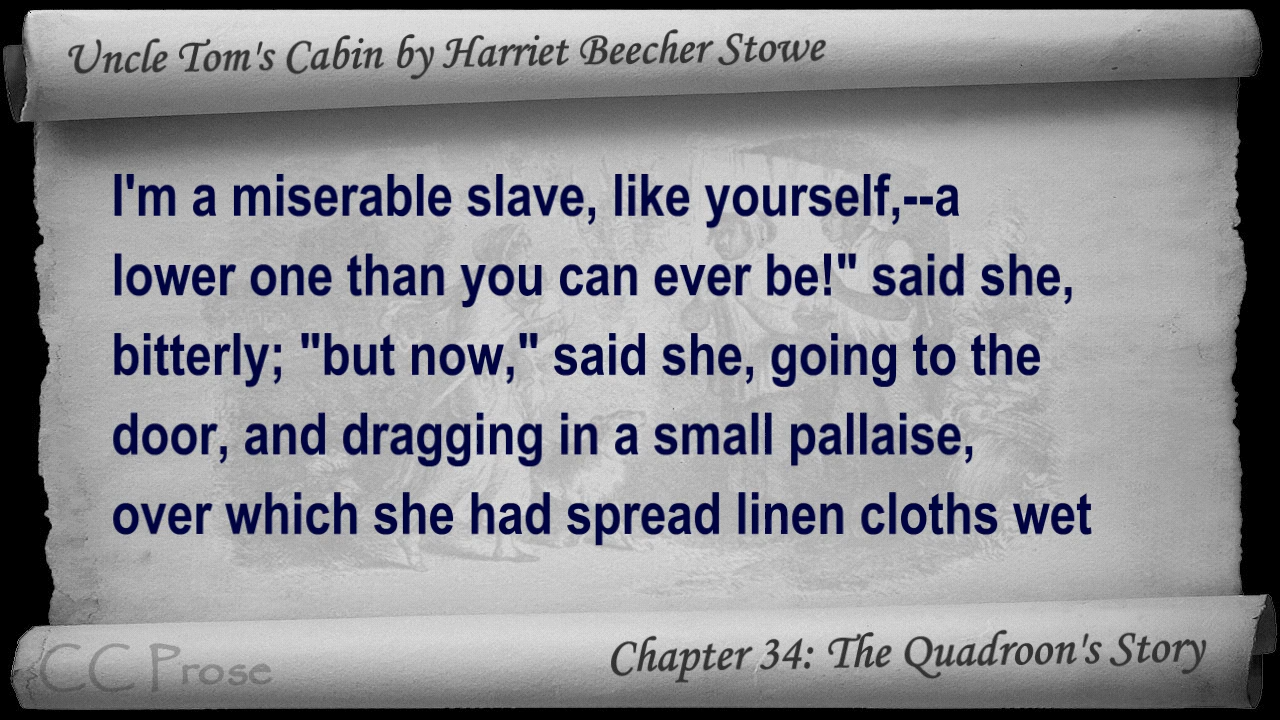 Uncle Tom's Cabin by Harriet Beecher Stowe
I'm a miserable slave, like yourself,--a
lower one than you can ever be!" said she,
bitterly; "but now," said she, going to the
door, and dragging in a small pallaise,
over which she had spread linen cloths wet
CC Prose
Chapter 34: The Quadroon's Story